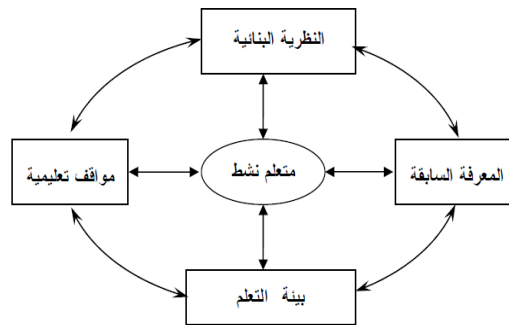 النظرية البنائية
المعرفة السابقة
متعلم نشط
مواقف تعليمية
بيئة التعلم